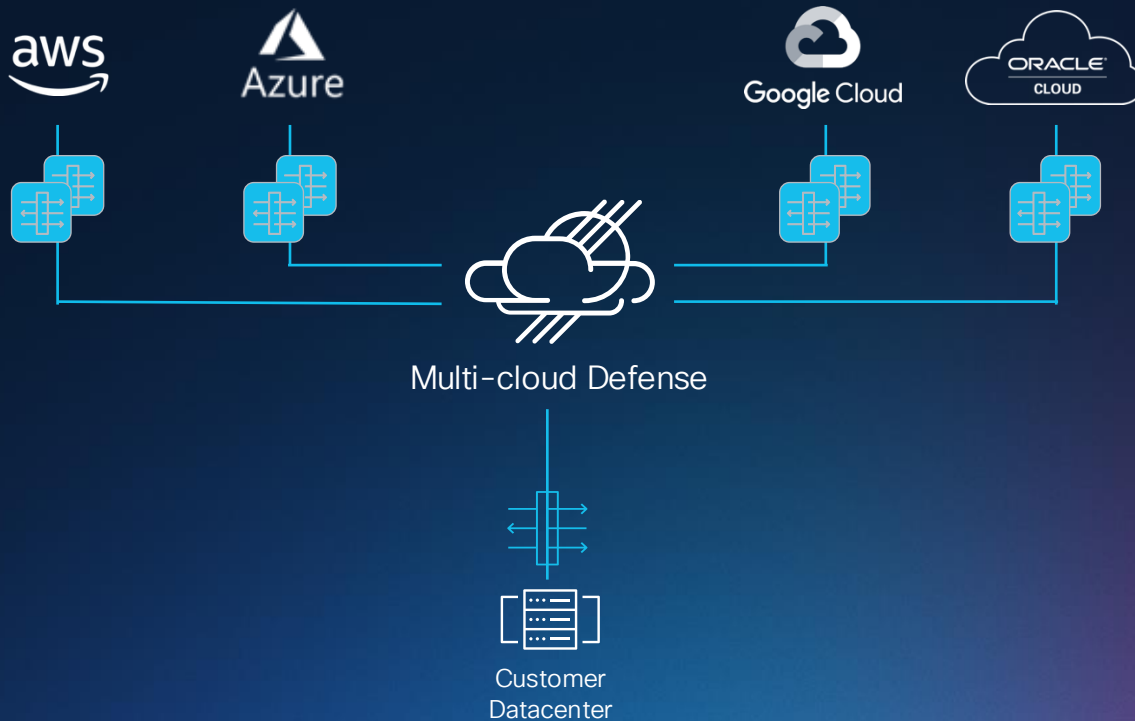 aws
Azure
Google Cloud
ORACLE
CLOUD
Multi-cloud Defense
Customer
Datacenter